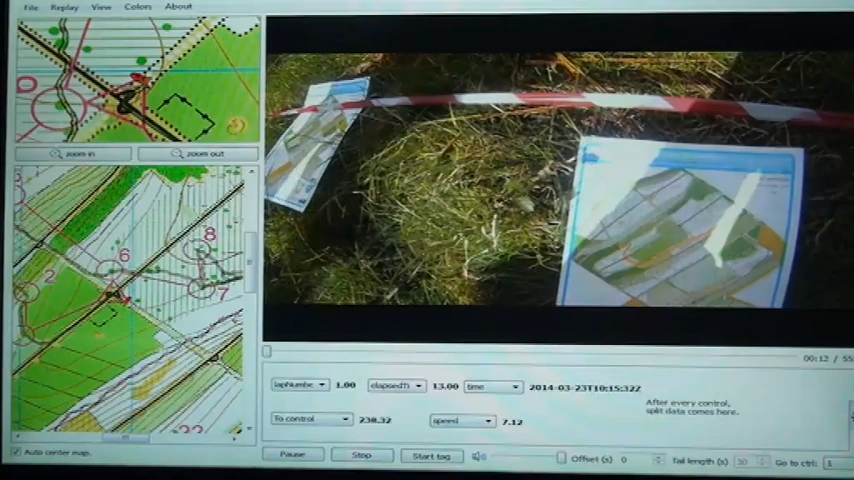 File Replay View Colors About
zoom in zoom out
6
8
2
7
00:12 / 55
lapNumbe 1.00 elapsedTi 13.00 time 2014-03-23T10:15:32Z
After every control,
split data comes here.
To control 238.32 speed 7.12
Auto center map.
Pause Stop Start tag Offset (s) 0 Tail length (s) 30 Go to ctrl: 1